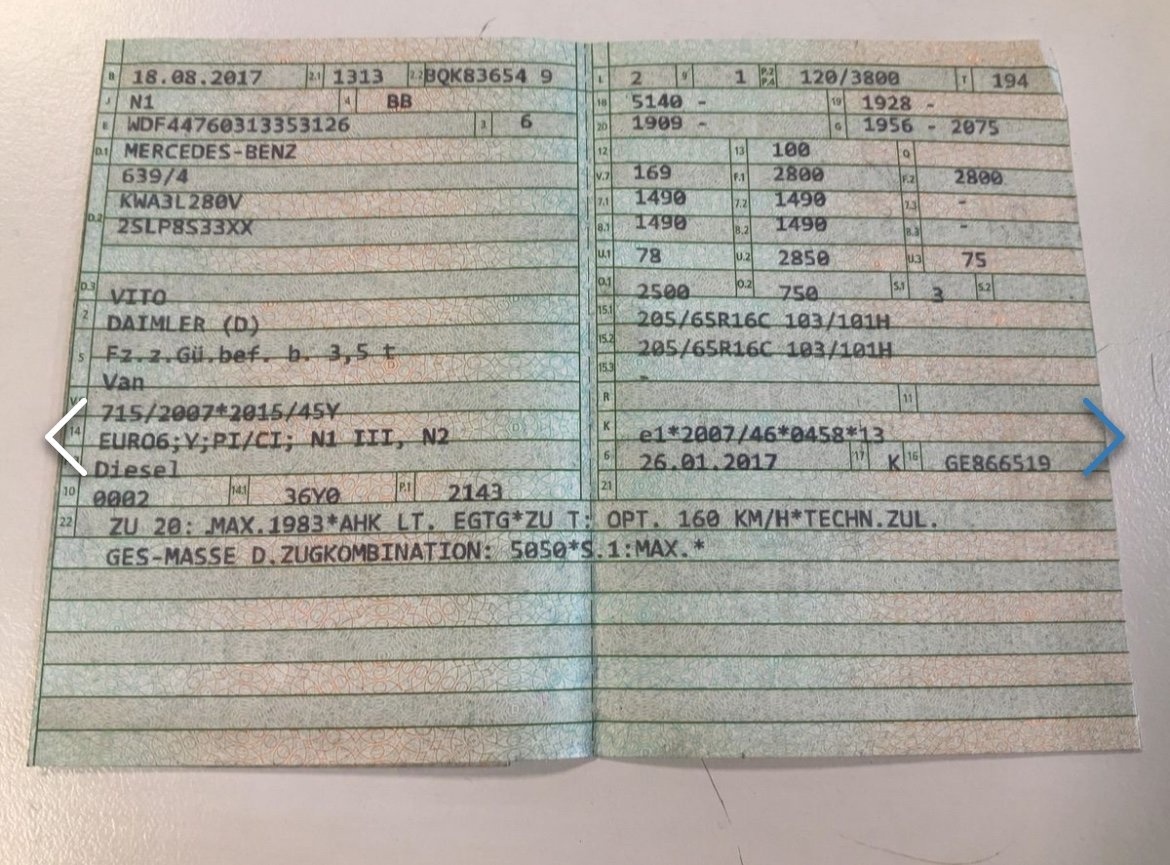 B 18.08.2017 2.1 1313 2.2 BQK83654 9
J N1 4 BB
E WDF44760313353126 3 6
D.1 MERCEDES-BENZ
639/4
D.2 KWA3L280V
2SLP8S33XX
D.3 VITO
2 DAIMLER (D)
5 Fz.z.Gü.bef. b. 3,5 t
Van
715/2007*2015/45Y
14 EURO6;Y;PI/CI; N1 III, N2
Diesel
10 0002 14.1 36Y0 P.1 2143
L 2 9 1 P.2 P.4 120/3800 T 194
18 5140 - 19 1928 -
20 1909 - G 1956 - 2075
12 13 100 Q
V.7 169 F.1 2800 F.2 2800
7.1 1490 7.2 1490 7.3 -
8.1 1490 8.2 1490 8.3 -
U.1 78 U.2 2850 U.3 75
O.1 2500 O.2 750 S.1 3 S.2
15.1 205/65R16C 103/101H
15.2 205/65R16C 103/101H
15.3 -
R 11
K e1*2007/46*0458*13
6 26.01.2017 17 K 16 GE866519
21
22 ZU 20: MAX.1983*AHK LT. EGTG*ZU T: OPT. 160 KM/H*TECHN.ZUL.
GES-MASSE D.ZUGKOMBINATION: 5050*S.1:MAX.*